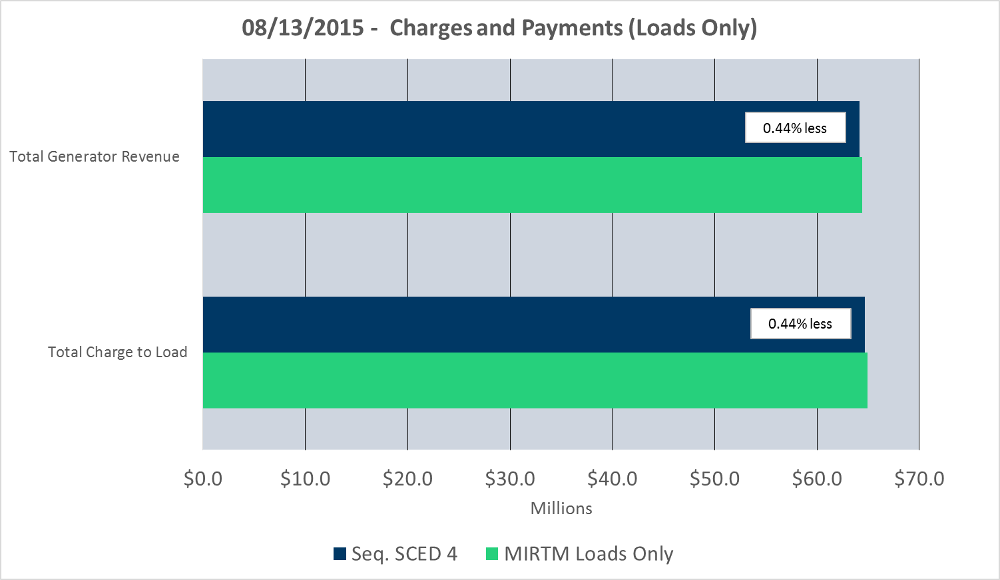 08/13/2015 -  Charges and Payments (Loads Only)
0.44% less
Total Generator Revenue
0.44% less
Total Charge to Load
$0.0 $10.0 $20.0 $30.0 $40.0 $50.0 $60.0 $70.0
Millions
Seq. SCED 4 MIRTM Loads Only